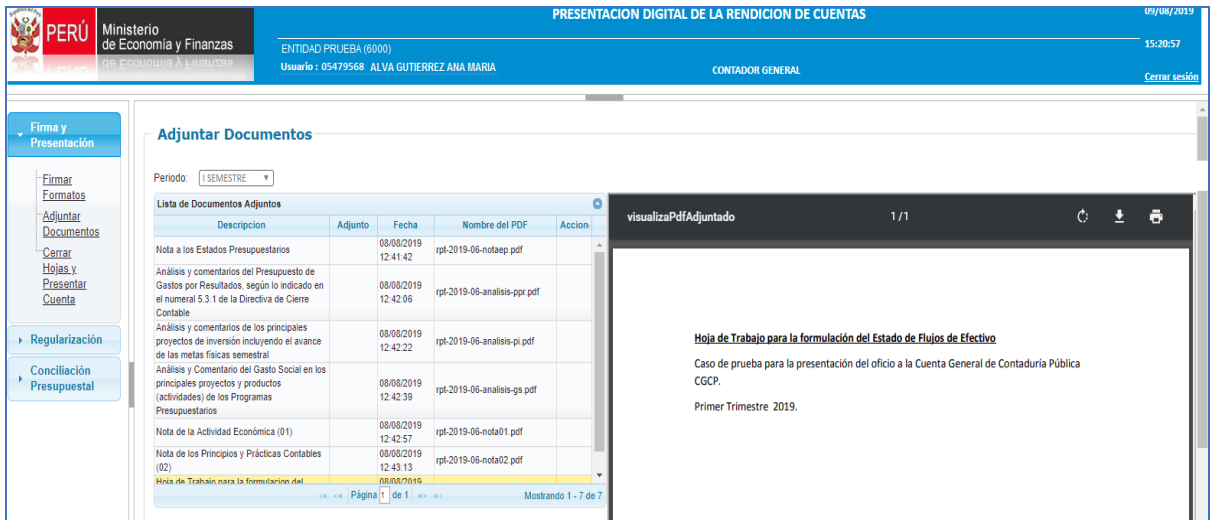 PRESENTACION DIGITAL DE LA RENDICION DE CUENTAS
09/08/2019
PERÚ
Ministerio
de Economía y Finanzas
ENTIDAD PRUEBA (6000)
15:20:57
Usuario : 05479568 ALVA GUTIERREZ ANA MARIA
CONTADOR GENERAL
Cerrar sesión
Firma y
Presentación
Firmar
Formatos
Adjuntar
Documentos
Cerrar
Hojas y
Presentar
Cuenta
Regularización
Conciliación
Presupuestal
Adjuntar Documentos
Periodo: I SEMESTRE
Lista de Documentos Adjuntos
Descripcion Adjunto Fecha Nombre del PDF Accion
Nota a los Estados Presupuestarios 08/08/2019 12:41:42 rpt-2019-06-notaep.pdf
Análisis y comentarios del Presupuesto de
Gastos por Resultados, según lo indicado en
el numeral 5.3.1 de la Directiva de Cierre
Contable
08/08/2019
12:42:06
rpt-2019-06-analisis-ppr.pdf
Análisis y comentarios de los principales
proyectos de inversión incluyendo el avance
de las metas físicas semestral
08/08/2019
12:42:22
rpt-2019-06-analisis-pi.pdf
Análisis y Comentario del Gasto Social en los
principales proyectos y productos
(actividades) de los Programas
Presupuestarios
08/08/2019
12:42:39
rpt-2019-06-analisis-gs.pdf
Nota de la Actividad Económica (01)
08/08/2019
12:42:57
rpt-2019-06-nota01.pdf
Nota de los Principios y Prácticas Contables
(02)
08/08/2019
12:43:13
rpt-2019-06-nota02.pdf
Hoja de Trabajo para la formulacion del 08/08/2019
Página 1 de 1 Mostrando 1 - 7 de 7
visualizaPdfAdjuntado 1 / 1
Hoja de Trabajo para la formulación del Estado de Flujos de Efectivo
Caso de prueba para la presentación del oficio a la Cuenta General de Contaduría Pública
CGCP.
Primer Trimestre 2019.